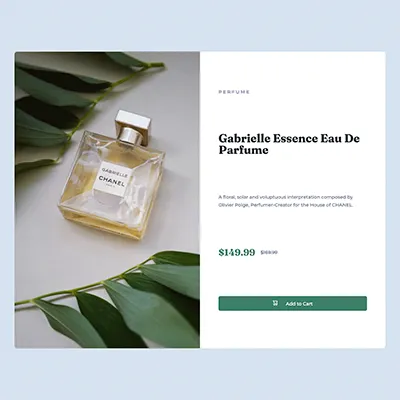 PERFUME
Gabrielle Essence Eau De
Parfume
A floral, solar and voluptuous interpretation composed by
Olivier Polge, Perfumer-Creator for the House of CHANEL.
$149.99 $169.99
Add to Cart
GABRIELLE
CHANEL